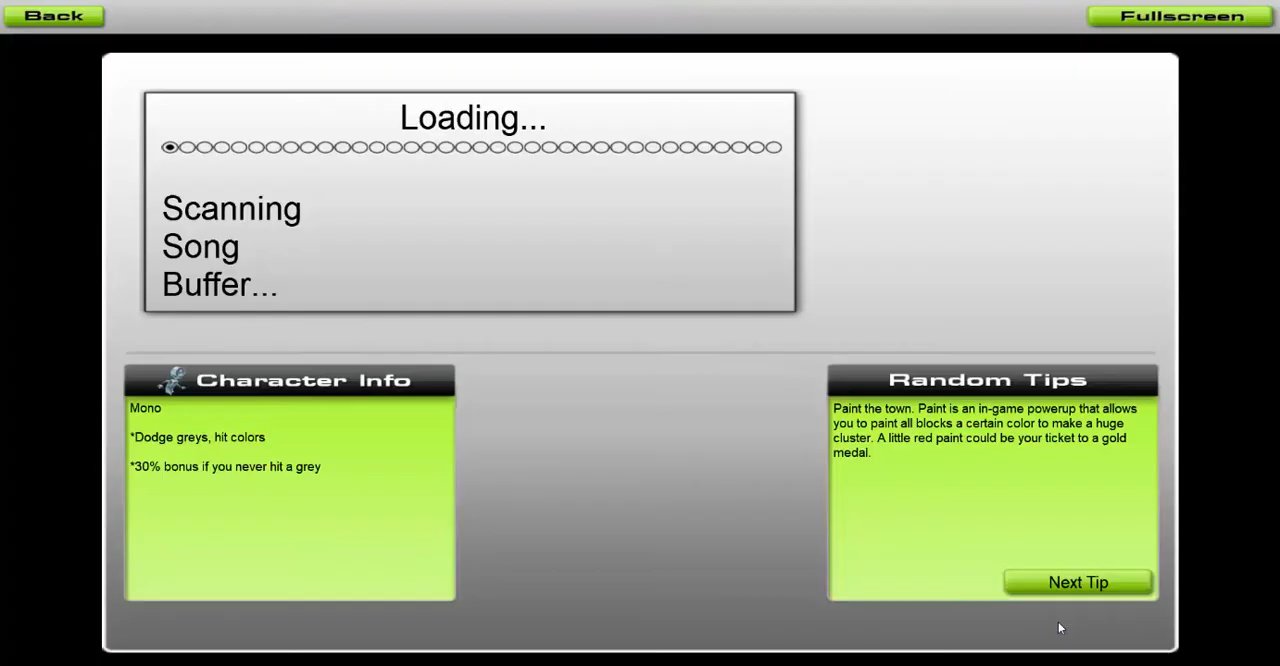 Back
Fullscreen
Loading...
Scanning
Song
Buffer...
Character Info
Mono
*Dodge greys, hit colors
*30% bonus if you never hit a grey
Random Tips
Paint the town. Paint is an in-game powerup that allows
you to paint all blocks a certain color to make a huge
cluster. A little red paint could be your ticket to a gold
medal.
Next Tip